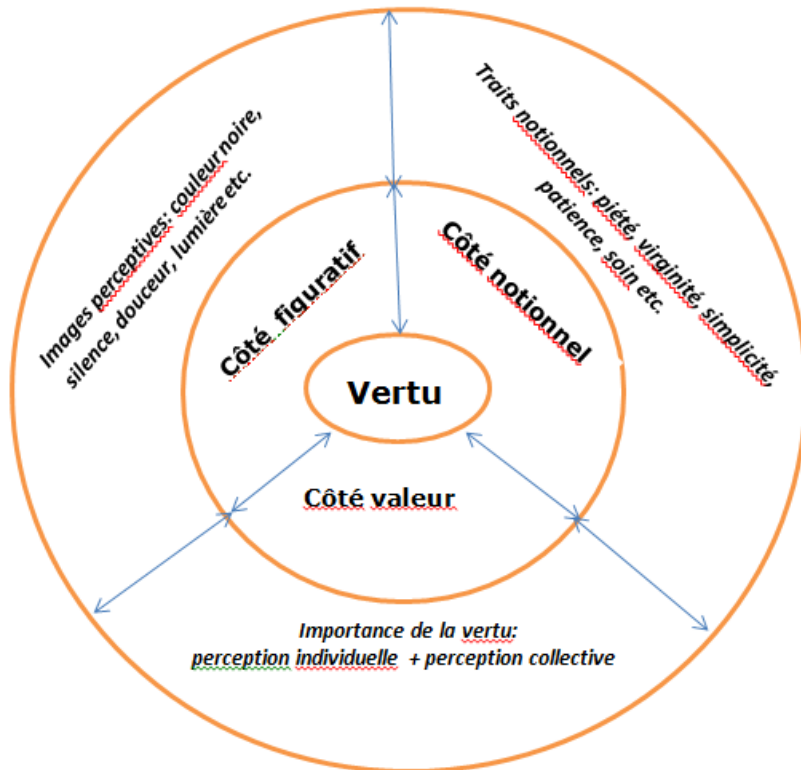 Images perceptives: couleur noire,
silence, douceur, lumière etc.
Traits notionnels: piété, virginité, simplicité,
patience, soin etc.
Côté figuratif
Côté notionnel
Vertu
Côté valeur
Importance de la vertu:
perception individuelle + perception collective